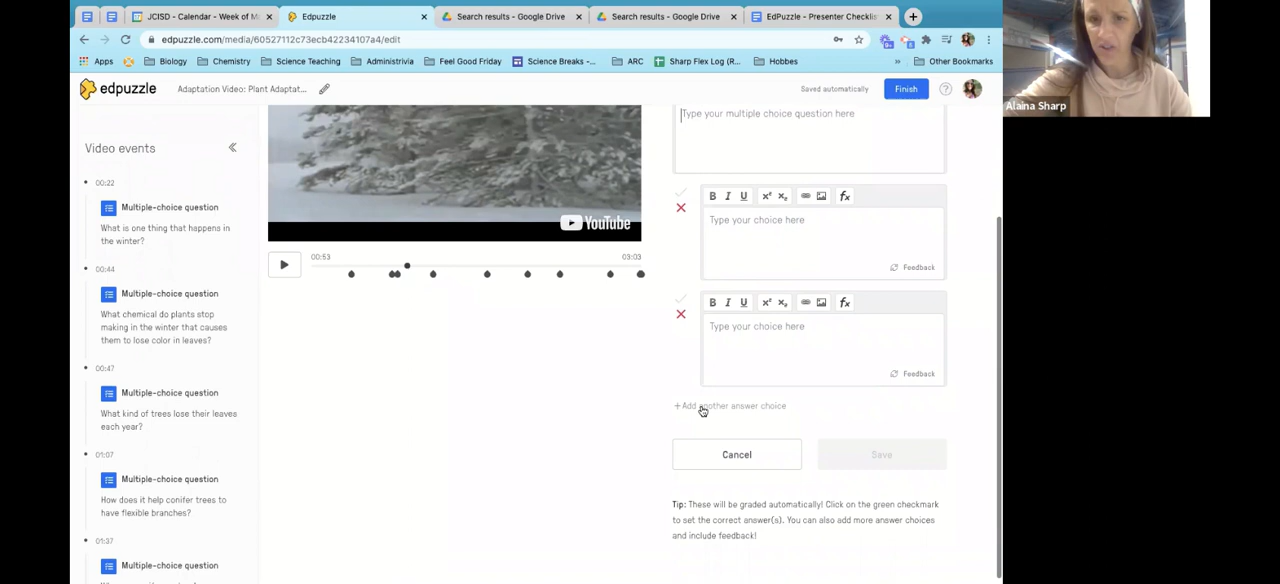 JCISD - Calendar - Week of M
Edpuzzle
Search results - Google Drive
Search results - Google Drive
EdPuzzle - Presenter Checklis
edpuzzle.com/media/60527112c73ecb42234107a4/edit
Apps
Biology
Chemistry
Science Teaching
Administrivia
Feel Good Friday
Science Breaks -...
ARC
Sharp Flex Log (R...
Hobbes
»
Other Bookmarks
edpuzzle
Adaptation Video: Plant Adaptat...
Saved automatically
Finish
?
Alaina Sharp
Video events
00:22
Multiple-choice question
What is one thing that happens in
the winter?
00:44
Multiple-choice question
What chemical do plants stop
making in the winter that causes
them to lose color in leaves?
00:47
Multiple-choice question
What kind of trees lose their leaves
each year?
01:07
Multiple-choice question
How does it help conifer trees to
have flexible branches?
01:37
Multiple-choice question
YouTube
00:53
03:03
Type your multiple choice question here
B I U x² x₂ fx
Type your choice here
Feedback
B I U x² x₂ fx
Type your choice here
Feedback
+Add another answer choice
Cancel
Save
Tip: These will be graded automatically! Click on the green checkmark
to set the correct answer(s). You can also add more answer choices
and include feedback!